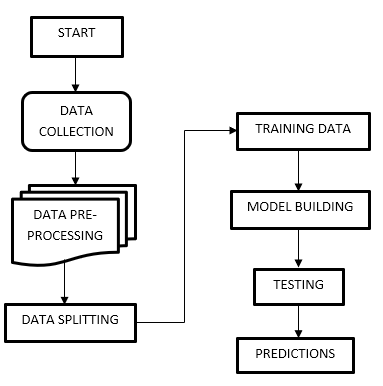 START
DATA
COLLECTION
DATA PRE-
PROCESSING
DATA SPLITTING
TRAINING DATA
MODEL BUILDING
TESTING
PREDICTIONS